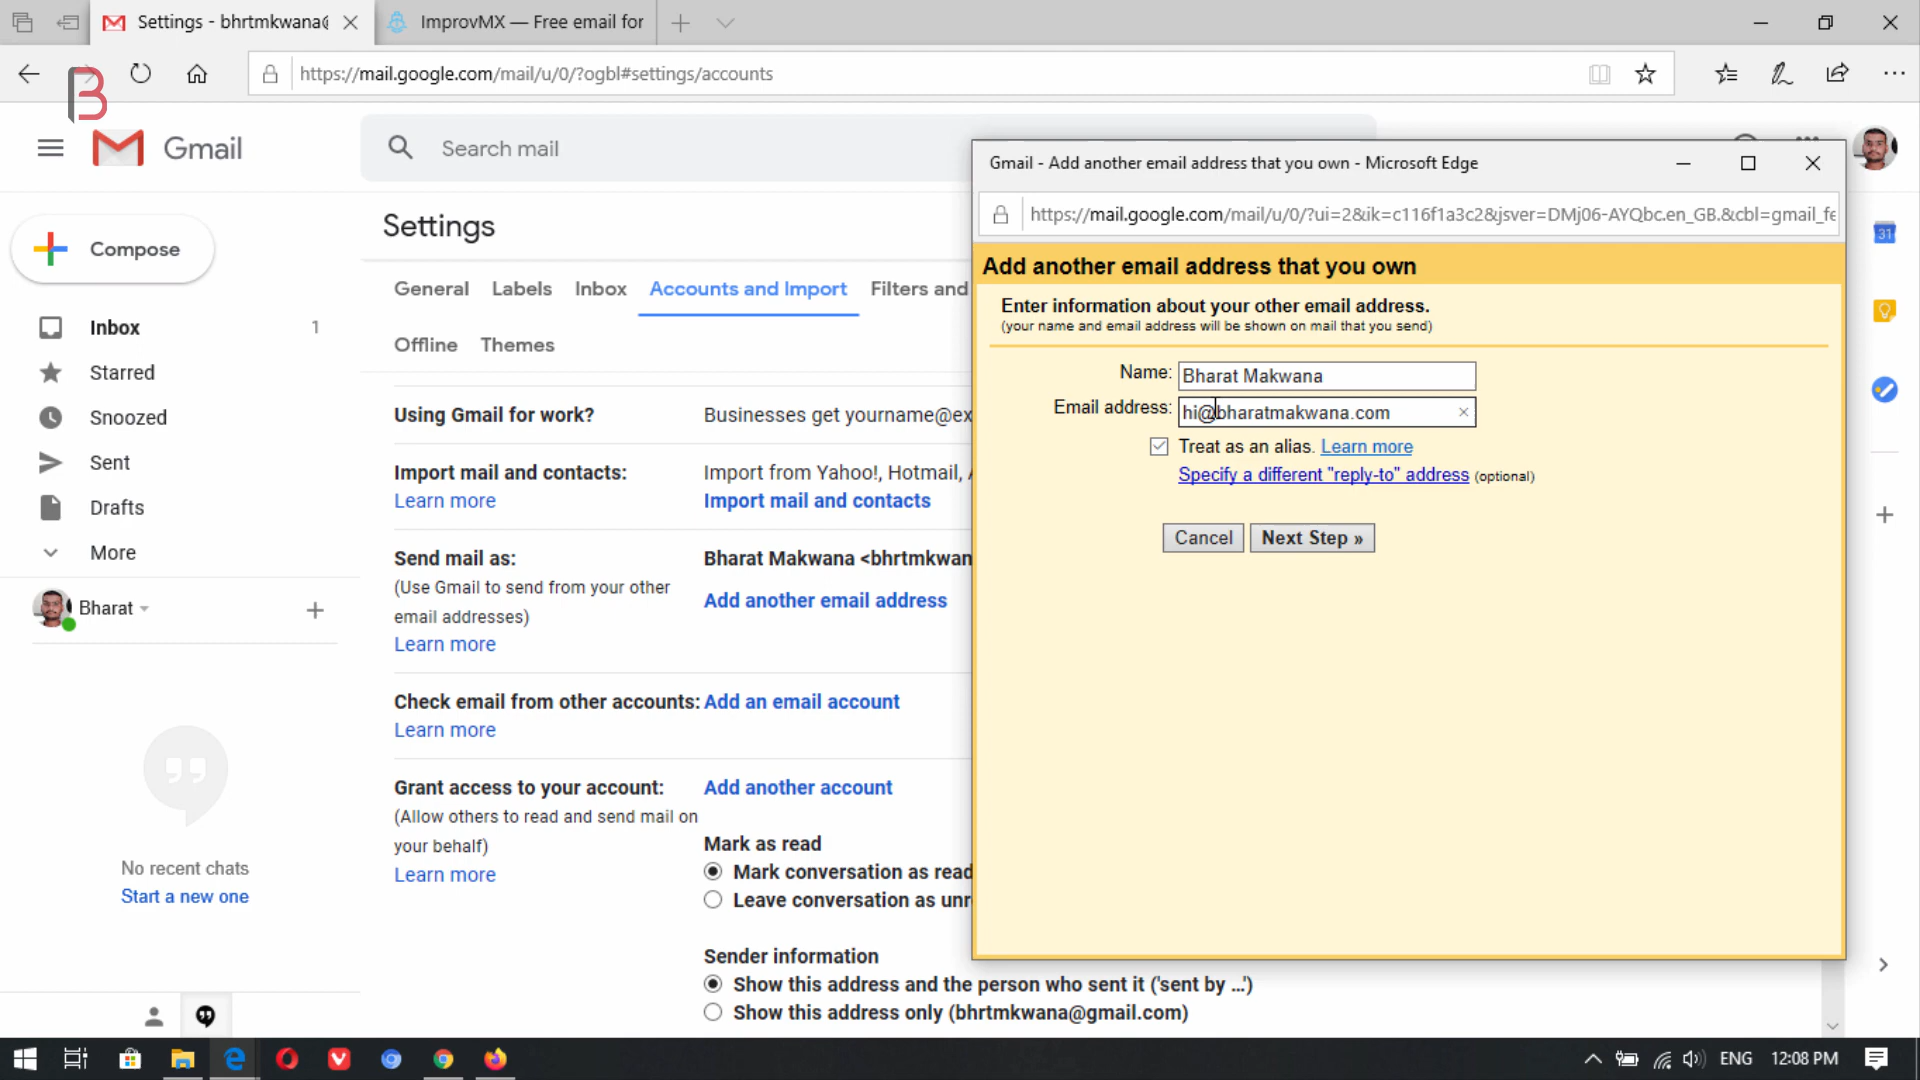 Settings - bhrtmkwana@
ImprovMX — Free email for
https://mail.google.com/mail/u/0/?ogbl#settings/accounts
B
Gmail
Search mail
Compose
Inbox 1
Starred
Snoozed
Sent
Drafts
More
Bharat
No recent chats
Start a new one
Settings
General Labels Inbox Accounts and Import Filters and
Offline Themes
Using Gmail for work? Businesses get yourname@ex
Import mail and contacts: Import from Yahoo!, Hotmail,
Learn more Import mail and contacts
Send mail as: Bharat Makwana <bhrtmkwan
(Use Gmail to send from your other
email addresses) Add another email address
Learn more
Check email from other accounts: Add an email account
Learn more
Grant access to your account: Add another account
(Allow others to read and send mail on
your behalf)
Learn more
Mark as read
Mark conversation as read
Leave conversation as unr
Sender information
Show this address and the person who sent it ('sent by ...')
Show this address only (bhrtmkwana@gmail.com)
Gmail - Add another email address that you own - Microsoft Edge
https://mail.google.com/mail/u/0/?ui=2&ik=c116f1a3c2&jsver=DMj06-AYQbc.en_GB.&cbl=gmail_fe
Add another email address that you own
Enter information about your other email address.
(your name and email address will be shown on mail that you send)
Name: Bharat Makwana
Email address: hi@bharatmakwana.com
Treat as an alias. Learn more
Specify a different "reply-to" address (optional)
Cancel Next Step »
31
ENG 12:08 PM